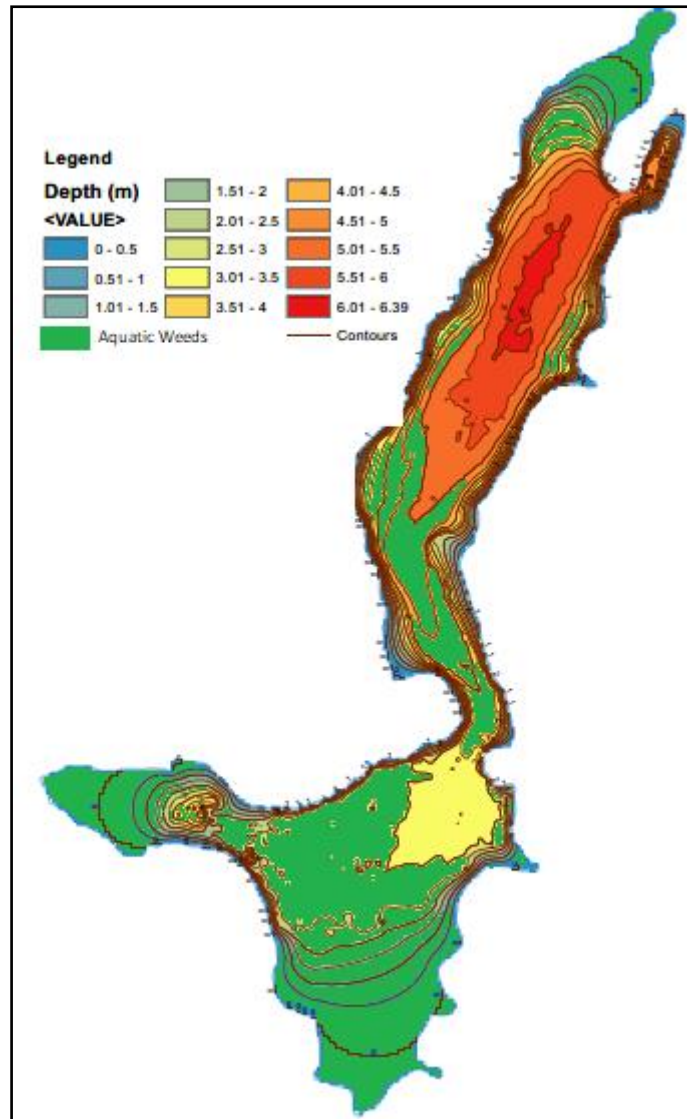 Legend
Depth (m)
<VALUE>
0 - 0.5
0.51 - 1
1.01 - 1.5
1.51 - 2
2.01 - 2.5
2.51 - 3
3.01 - 3.5
3.51 - 4
4.01 - 4.5
4.51 - 5
5.01 - 5.5
5.51 - 6
6.01 - 6.39
Aquatic Weeds
Contours